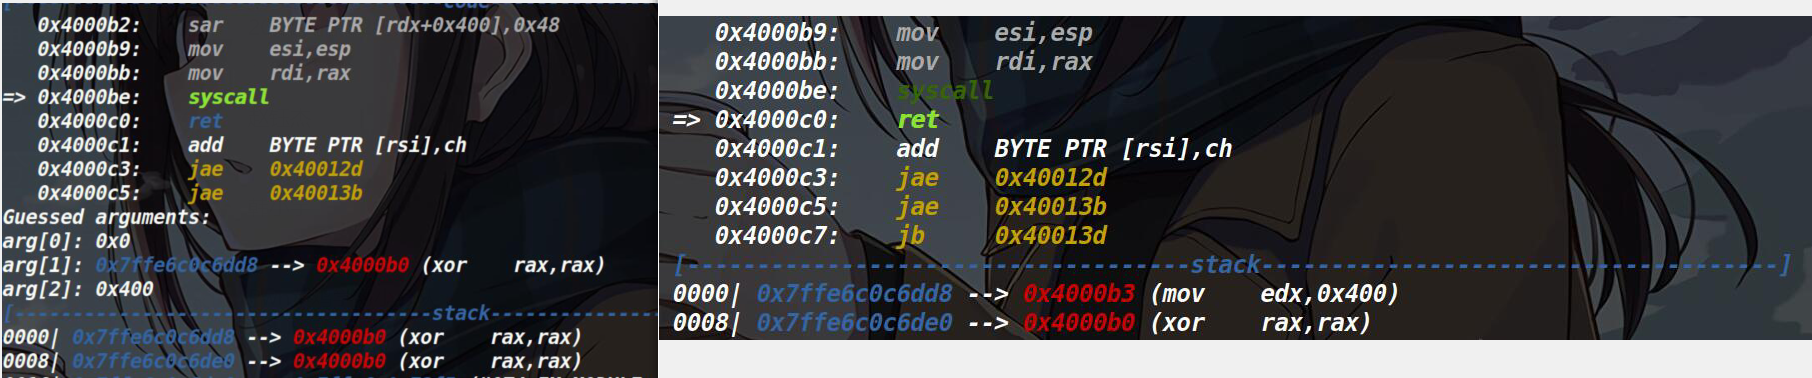 code
0x4000b2: sar BYTE PTR [rdx+0x400],0x48
0x4000b9: mov esi,esp
0x4000bb: mov rdi,rax
=> 0x4000be: syscall
0x4000c0: ret
0x4000c1: add BYTE PTR [rsi],ch
0x4000c3: jae 0x40012d
0x4000c5: jae 0x40013b
Guessed arguments:
arg[0]: 0x0
arg[1]: 0x7ffe6c0c6dd8 --> 0x4000b0 (xor rax,rax)
arg[2]: 0x400
[------------------------------------stack--------------
0000| 0x7ffe6c0c6dd8 --> 0x4000b0 (xor rax,rax)
0008| 0x7ffe6c0c6de0 --> 0x4000b0 (xor rax,rax)
0x4000b9: mov esi,esp
0x4000bb: mov rdi,rax
0x4000be: syscall
=> 0x4000c0: ret
0x4000c1: add BYTE PTR [rsi],ch
0x4000c3: jae 0x40012d
0x4000c5: jae 0x40013b
0x4000c7: jb 0x40013d
[------------------------------------stack-------------------------------------]
0000| 0x7ffe6c0c6dd8 --> 0x4000b3 (mov edx,0x400)
0008| 0x7ffe6c0c6de0 --> 0x4000b0 (xor rax,rax)